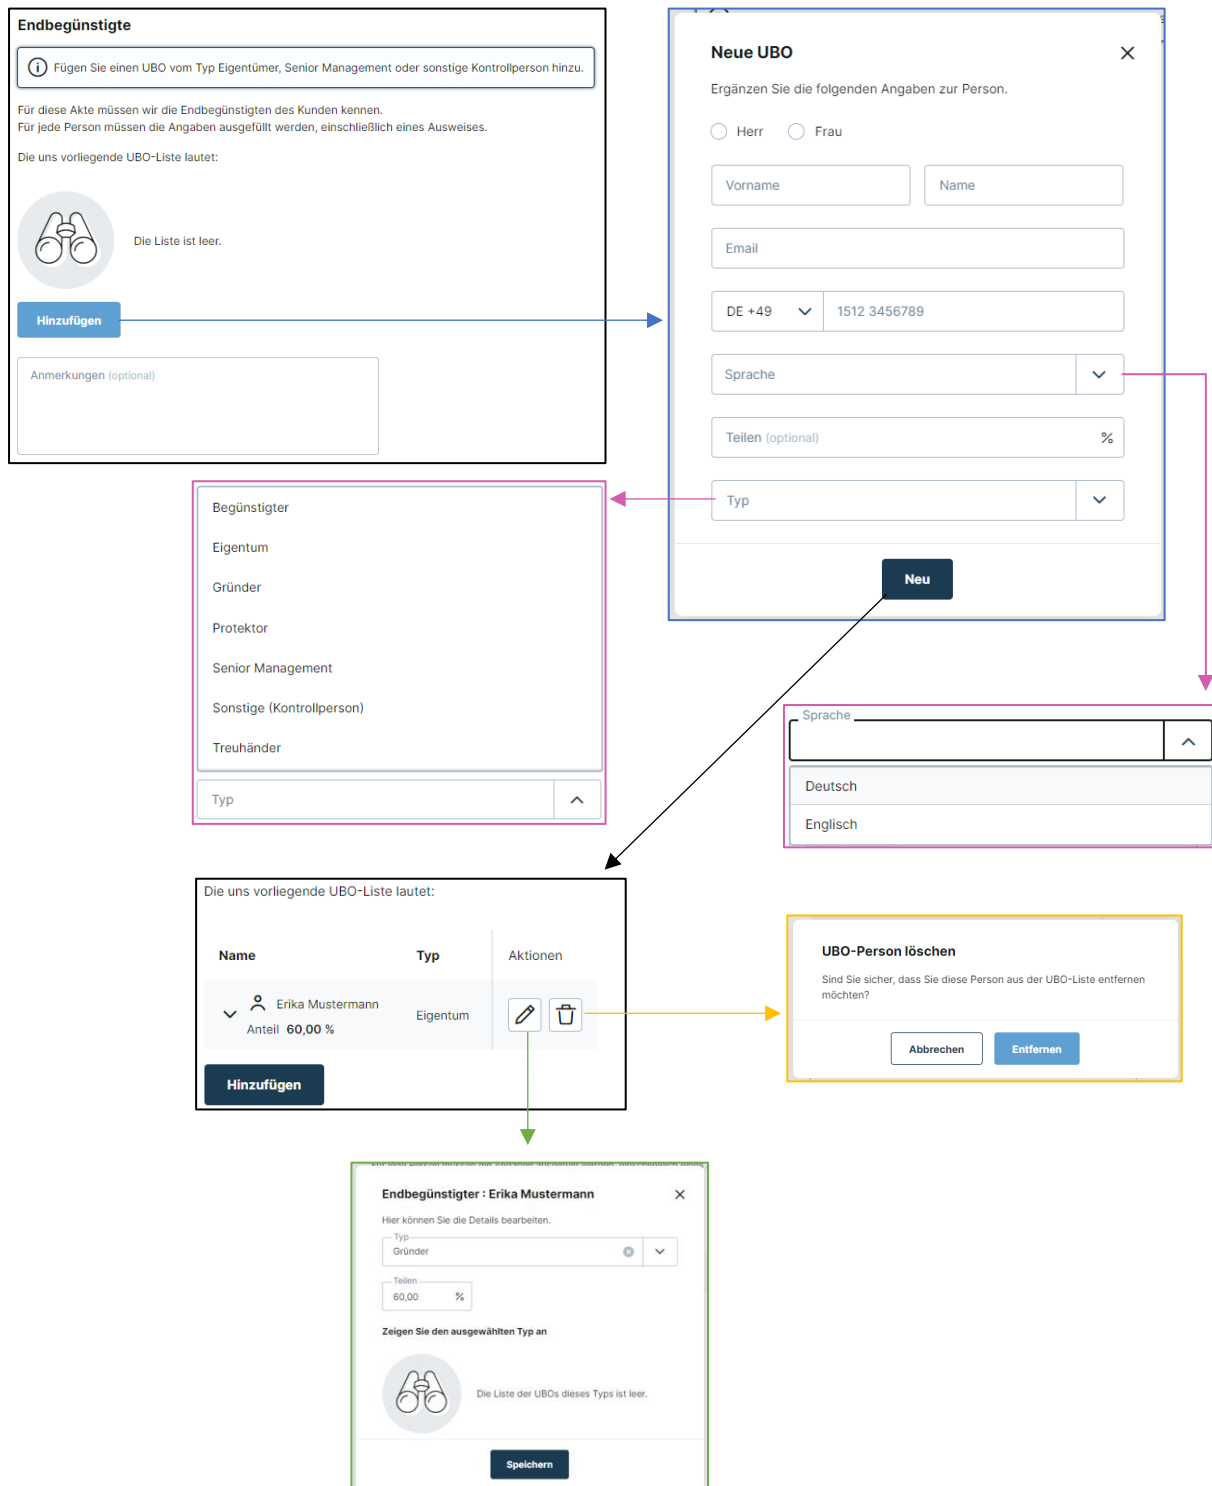 Endbegünstigte
Fügen Sie einen UBO vom Typ Eigentümer, Senior Management oder sonstige Kontrollperson hinzu.
Für diese Akte müssen wir die Endbegünstigten des Kunden kennen.
Für jede Person müssen die Angaben ausgefüllt werden, einschließlich eines Ausweises.
Die uns vorliegende UBO-Liste lautet:
Die Liste ist leer.
Hinzufügen
Anmerkungen (optional)
Neue UBO
Ergänzen Sie die folgenden Angaben zur Person.
Herr Frau
Vorname Name
Email
DE +49 1512 3456789
Sprache
Teilen (optional) %
Typ
Neu
Begünstigter
Eigentum
Gründer
Protektor
Senior Management
Sonstige (Kontrollperson)
Treuhänder
Typ
Sprache
Deutsch
Englisch
Die uns vorliegende UBO-Liste lautet:
Name Typ Aktionen
Erika Mustermann
Anteil 60,00 % Eigentum
Hinzufügen
UBO-Person löschen
Sind Sie sicher, dass Sie diese Person aus der UBO-Liste entfernen
möchten?
Abbrechen Entfernen
Endbegünstigter : Erika Mustermann
Hier können Sie die Details bearbeiten.
Typ
Gründer
Teilen
60,00 %
Zeigen Sie den ausgewählten Typ an
Die Liste der UBOs dieses Typs ist leer.
Speichern